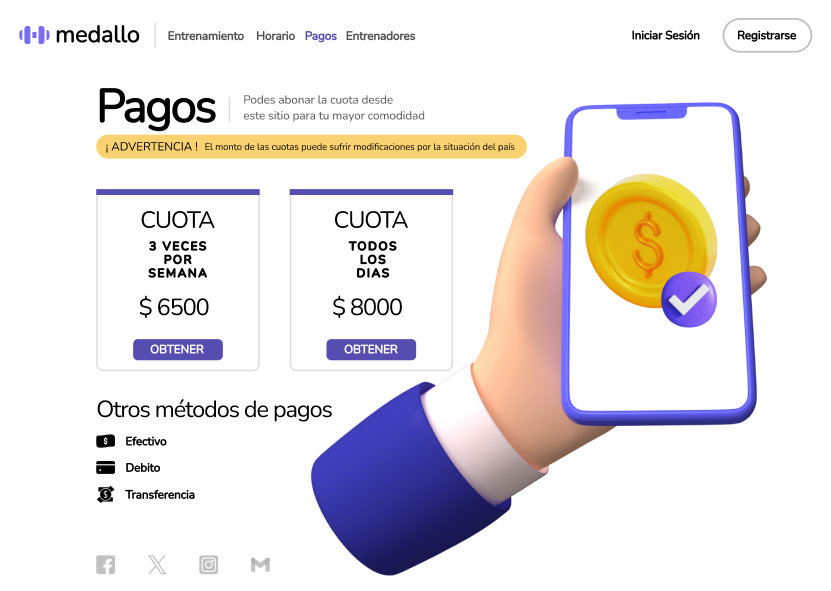 medallo
Entrenamiento Horario Pagos Entrenadores
Iniciar Sesión
Registrarse
Pagos
Podes abonar la cuota desde
este sitio para tu mayor comodidad
¡ ADVERTENCIA ! El monto de las cuotas puede sufrir modificaciones por la situación del país
CUOTA
3 VECES
POR
SEMANA
$ 6500
OBTENER
CUOTA
TODOS
LOS
DIAS
$ 8000
OBTENER
$
Otros métodos de pagos
Efectivo
Debito
Transferencia